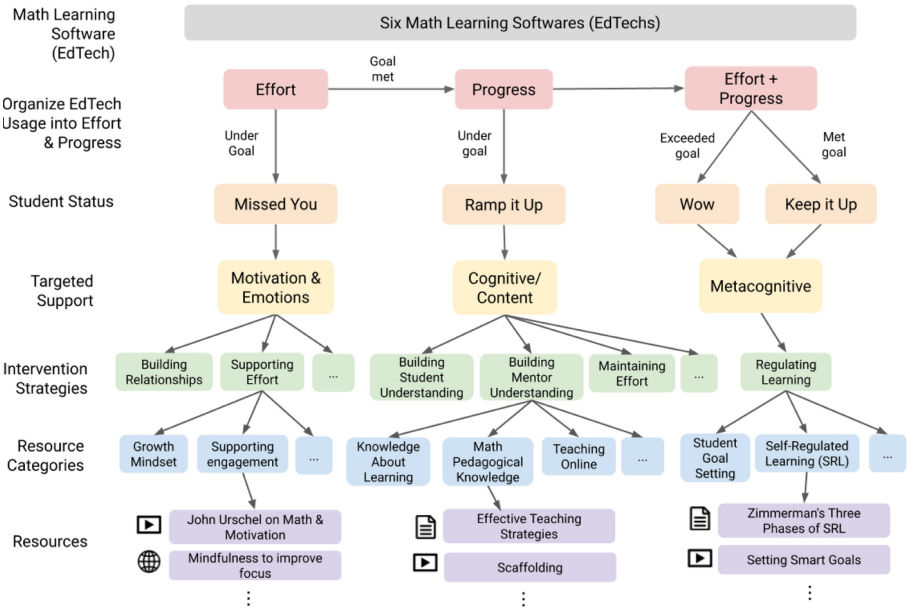 Math Learning
Software
(EdTech)
Six Math Learning Softwares (EdTechs)
Organize EdTech
Usage into Effort
& Progress
Effort
Goal
met
Progress
Effort +
Progress
Under
Goal
Under
goal
Exceeded
goal
Met
goal
Student Status
Missed You
Ramp it Up
Wow
Keep it Up
Targeted
Support
Motivation &
Emotions
Cognitive/
Content
Metacognitive
Intervention
Strategies
Building
Relationships
Supporting
Effort
...
Building
Student
Understanding
Building
Mentor
Understanding
Maintaining
Effort
...
Regulating
Learning
Resource
Categories
Growth
Mindset
Supporting
engagement
...
Knowledge
About
Learning
Math
Pedagogical
Knowledge
Teaching
Online
...
Student
Goal
Setting
Self-Regulated
Learning (SRL)
...
Resources
John Urschel on Math &
Motivation
Mindfulness to improve
focus
Effective Teaching
Strategies
Scaffolding
Zimmerman's Three
Phases of SRL
Setting Smart Goals
⋮
⋮
⋮